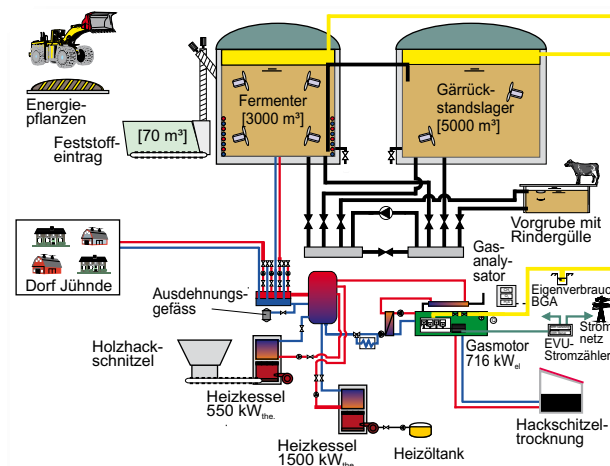 Energie-
pflanzen
Feststoff-
eintrag
[70 m³]
Fermenter
[3000 m³]
Gärrück-
standslager
[5000 m³]
Vorgrube mit
Rindergülle
Dorf Jühnde
Ausdehnungs-
gefäss
Holzhack-
schnitzel
Heizkessel
550 kWthe.
Heizkessel
1500 kWthe.
Heizöltank
Gas-
analy-
sator
Gasmotor
716 kWel
Eigenverbrauc
BGA
Strom
netz
EVU-
Stromzähler
Hackschitzel-
trocknung